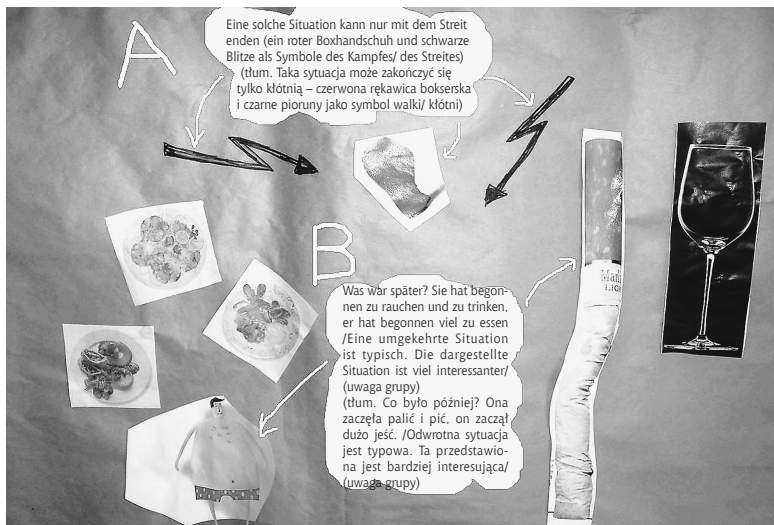 A
Eine solche Situation kann nur mit dem Streit
enden (ein roter Boxhandschuh und schwarze
Blitze als Symbole des Kampfes/ des Streites)
(tłum. Taka sytuacja może zakończyć się
tylko kłótnią – czerwona rękawica bokserska
i czarne pioruny jako symbol walki/ kłótni)
B
Was war später? Sie hat begon-
nen zu rauchen und zu trinken,
er hat begonnen viel zu essen
/Eine umgekehrte Situation
ist typisch. Die dargestellte
Situation ist viel interessanter/
(uwaga grupy)
(tłum. Co było później? Ona
zaczęła palić i pić, on zaczął
dużo jeść. /Odwrotna sytuacja
jest typowa. Ta przedstawio-
na jest bardziej interesująca/
(uwaga grupy)